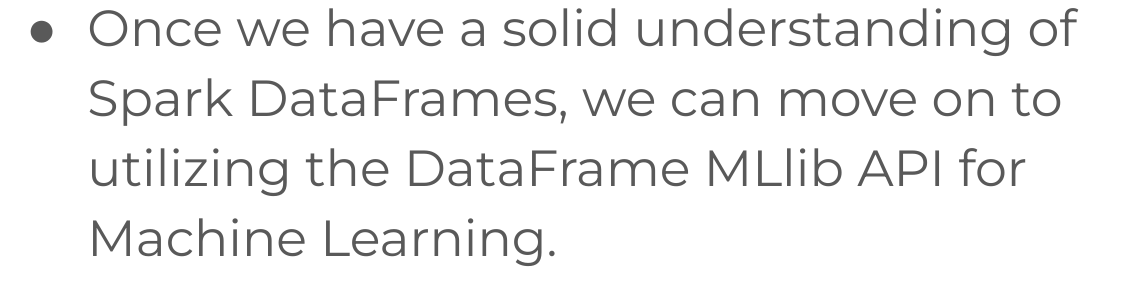 ● Once we have a solid understanding of
Spark DataFrames, we can move on to
utilizing the DataFrame MLlib API for
Machine Learning.